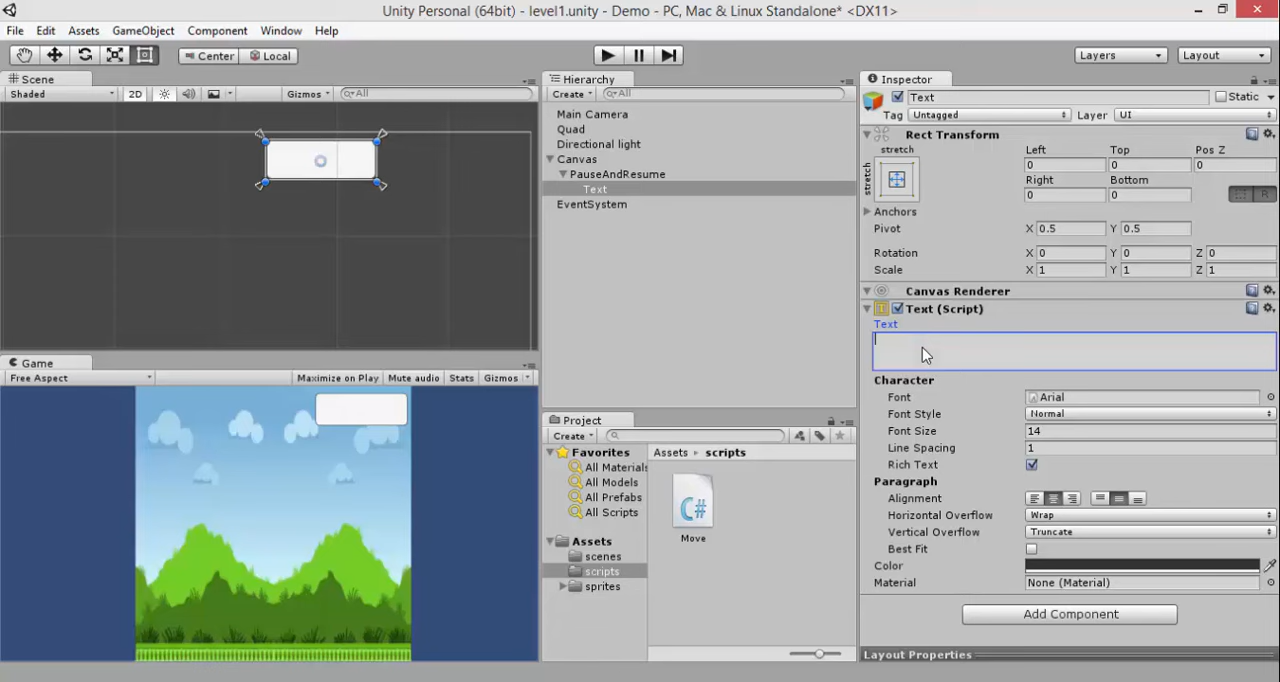 Unity Personal (64bit) - level1.unity - Demo - PC, Mac & Linux Standalone* <DX11>
File Edit Assets GameObject Component Window Help
Center Local Layers Layout
Scene
Shaded 2D Gizmos All
Hierarchy
Create All
Main Camera
Quad
Directional light
Canvas
PauseAndResume
Text
EventSystem
Game
Free Aspect Maximize on Play Mute audio Stats Gizmos
Project
Create
Favorites
All Materials
All Models
All Prefabs
All Scripts
Assets
scenes
scripts
sprites
Assets scripts
C#
Move
Inspector
Text Static
Tag Untagged Layer UI
Rect Transform
stretch
stretch
Left Top Pos Z
0 0 0
Right Bottom
0 0 R
Anchors
Pivot X 0.5 Y 0.5
Rotation X 0 Y 0 Z 0
Scale X 1 Y 1 Z 1
Canvas Renderer
Text (Script)
Text
Character
Font Arial
Font Style Normal
Font Size 14
Line Spacing 1
Rich Text
Paragraph
Alignment
Horizontal Overflow Wrap
Vertical Overflow Truncate
Best Fit
Color
Material None (Material)
Add Component
Layout Properties